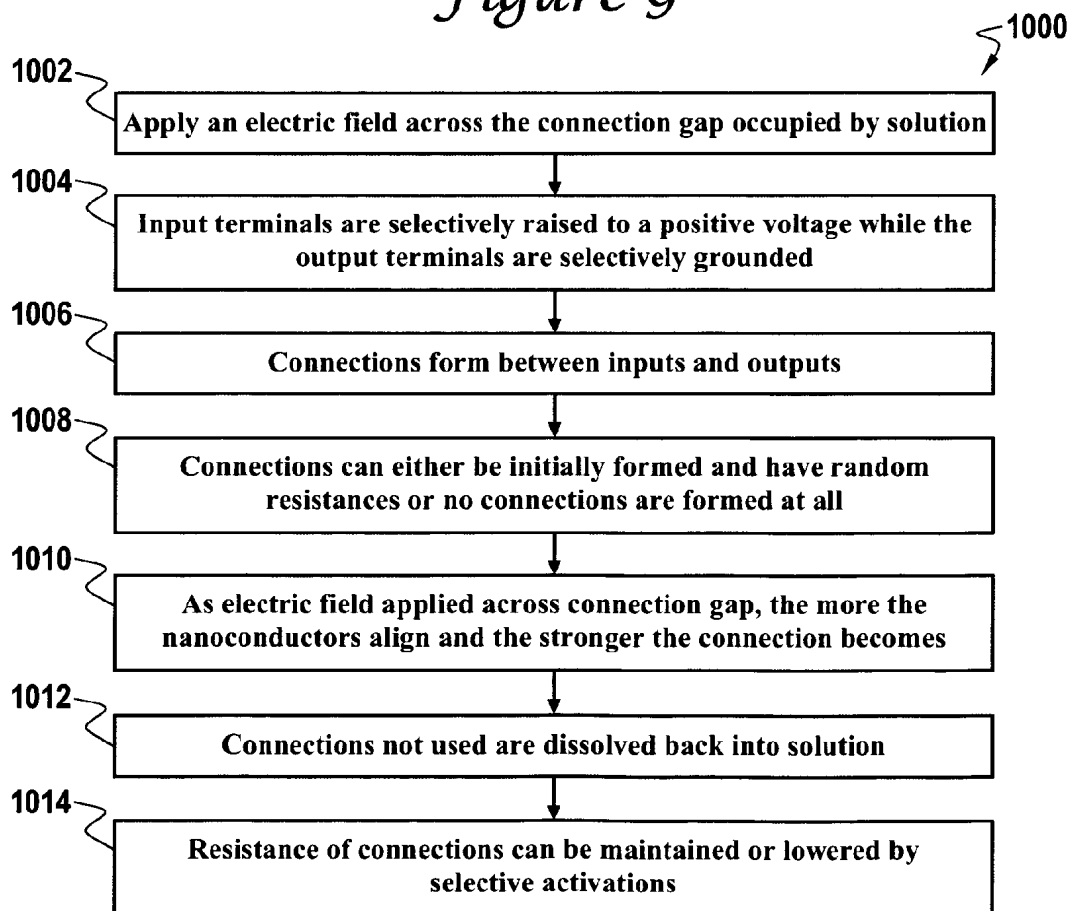 Figure 9
1000
1002
Apply an electric field across the connection gap occupied by solution
1004
Input terminals are selectively raised to a positive voltage while the
output terminals are selectively grounded
1006
Connections form between inputs and outputs
1008
Connections can either be initially formed and have random
resistances or no connections are formed at all
1010
As electric field applied across connection gap, the more the
nanoconductors align and the stronger the connection becomes
1012
Connections not used are dissolved back into solution
1014
Resistance of connections can be maintained or lowered by
selective activations